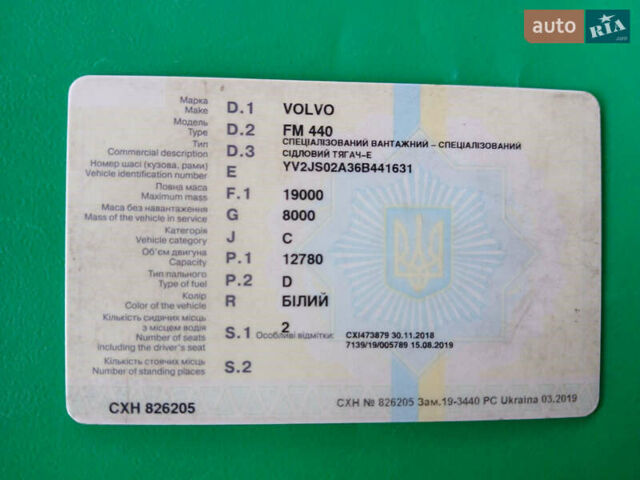 auto RIA.com
Марка
Make D.1 VOLVO
Модель
Type D.2 FM 440
Тип
Commercial description D.3 СПЕЦІАЛІЗОВАНИЙ ВАНТАЖНИЙ – СПЕЦІАЛІЗОВАНИЙ
СІДЛОВИЙ ТЯГАЧ–Е
Номер шасі (кузова, рами)
Vehicle identification number E YV2JS02A36B441631
Повна маса
Maximum mass F.1 19000
Маса без навантаження
Mass of the vehicle in service G 8000
Категорія
Vehicle category J C
Об'єм двигуна
Capacity P.1 12780
Тип пального
Type of fuel P.2 D
Колір
Color of the vehicle R БІЛИЙ
Кількість сидячих місць
з місцем водія
Number of seats
including the driver's seat S.1 2
Особливі відмітки: CXI473879 30.11.2018
7139/19/005789 15.08.2019
Кількість стоячих місць
Number of standing places S.2
CXH 826205
CXH № 826205 Зам.19-3440 PC Ukraina 03.2019